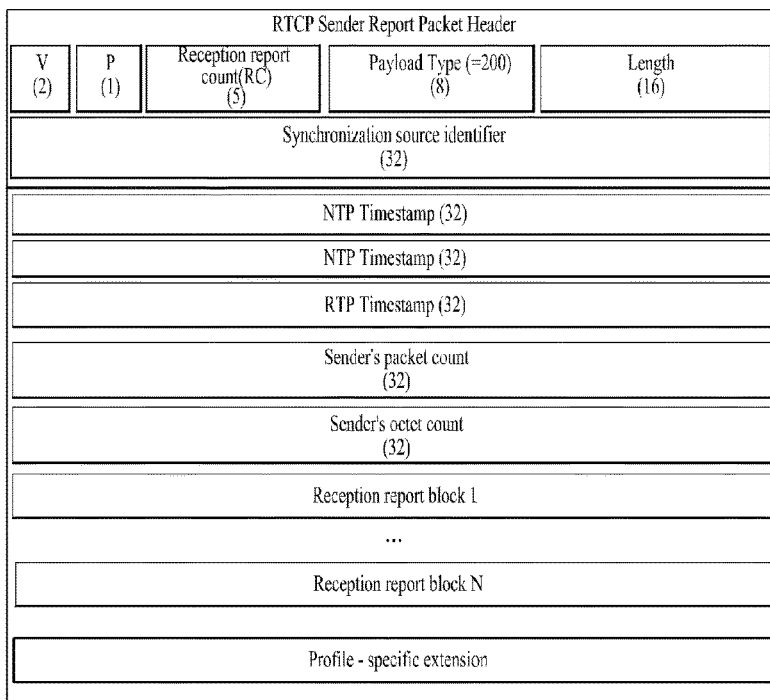 RTCP Sender Report Packet Header
V
(2)
P
(1)
Reception report
count(RC)
(5)
Payload Type (=200)
(8)
Length
(16)
Synchronization source identifier
(32)
NTP Timestamp (32)
NTP Timestamp (32)
RTP Timestamp (32)
Sender's packet count
(32)
Sender's octet count
(32)
Reception report block 1
...
Reception report block N
Profile - specific extension